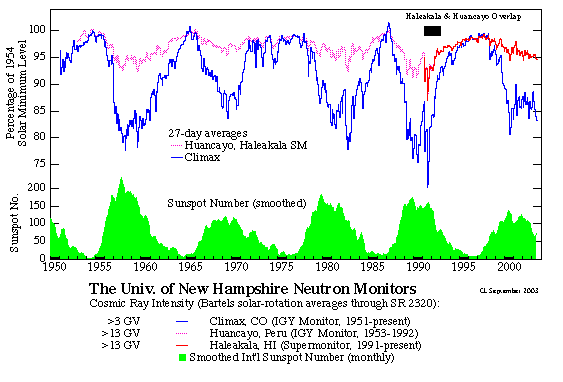 Haleakala & Huancayo Overlap
Percentage of 1954
Solar Minimum Level
100
95
90
85
80
75
27-day averages
Huancayo, Haleakala SM
Climax
Sunspot No.
200
150
100
50
0
Sunspot Number (smoothed)
1950 1955 1960 1965 1970 1975 1980 1985 1990 1995 2000
The Univ. of New Hampshire Neutron Monitors
CL September 2003
Cosmic Ray Intensity (Bartels solar-rotation averages through SR 2320):
>3 GV — Climax, CO (IGY Monitor, 1951-present)
>13 GV Huancayo, Peru (IGY Monitor, 1953-1992)
>13 GV — Haleakala, HI (Supermonitor, 1991-present)
Smoothed Int'l Sunspot Number (monthly)